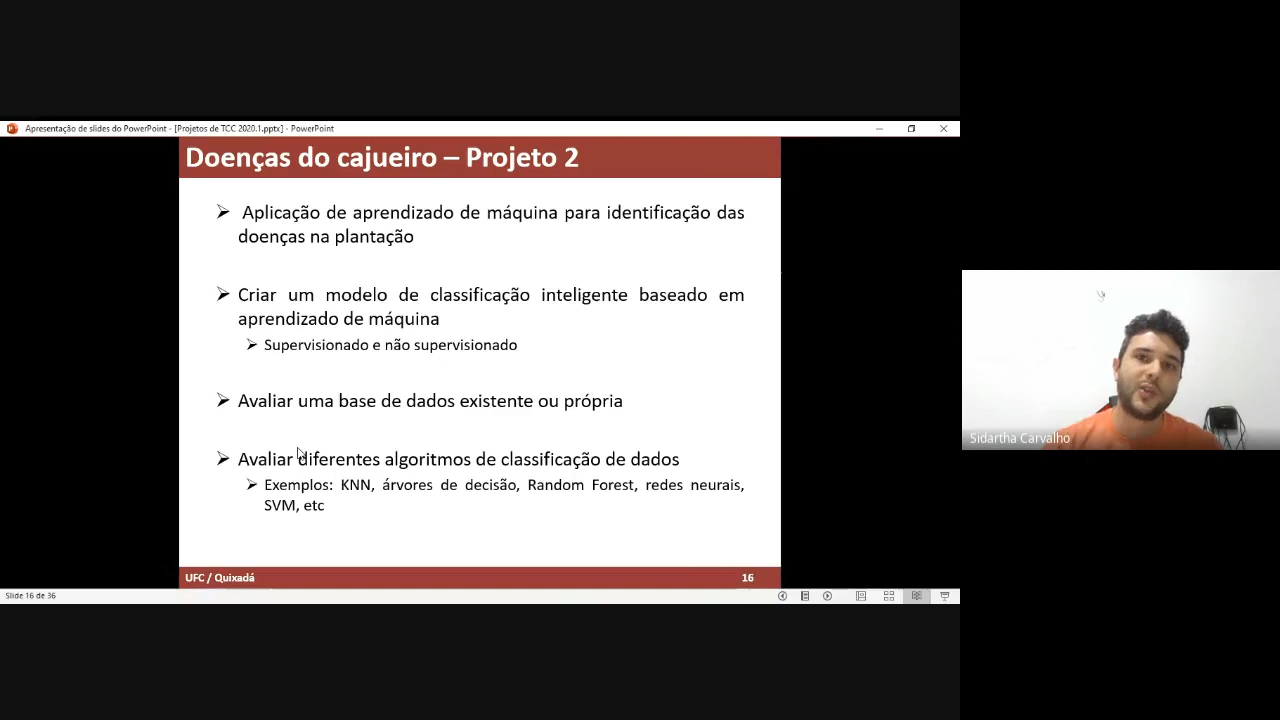 Apresentação de slides do PowerPoint - [Projetos de TCC 2020.1.pptx] - PowerPoint
Doenças do cajueiro – Projeto 2
Aplicação de aprendizado de máquina para identificação das
doenças na plantação
Criar um modelo de classificação inteligente baseado em
aprendizado de máquina
Supervisionado e não supervisionado
Avaliar uma base de dados existente ou própria
Avaliar diferentes algoritmos de classificação de dados
Exemplos: KNN, árvores de decisão, Random Forest, redes neurais,
SVM, etc
UFC / Quixadá
16
Slide 16 de 36
Sidartha Carvalho